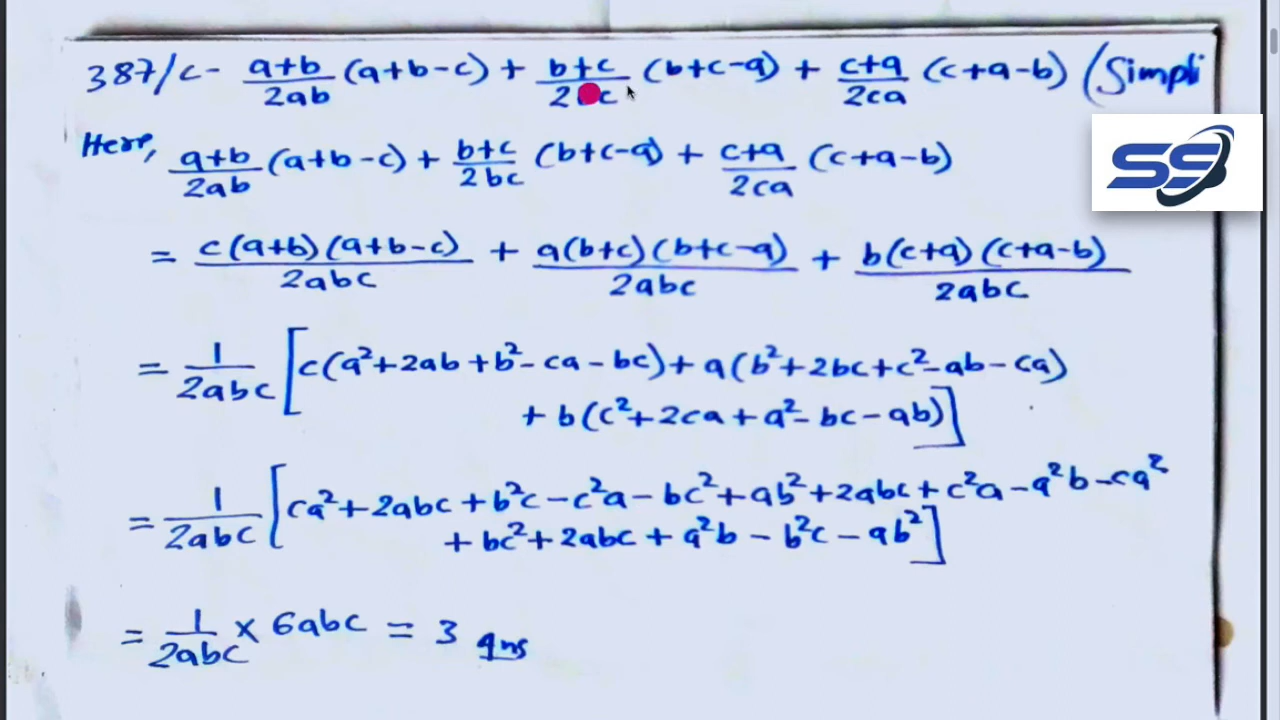 387/c- a+b/2ab (a+b-c) + b+c/2bc (b+c-a) + c+a/2ca (c+a-b) (Simpli
SS
Here, a+b/2ab (a+b-c) + b+c/2bc (b+c-a) + c+a/2ca (c+a-b)
= c(a+b)(a+b-c)/2abc + a(b+c)(b+c-a)/2abc + b(c+a)(c+a-b)/2abc
= 1/2abc [c(a²+2ab+b²-ca-bc)+a(b²+2bc+c²-ab-ca)
+b(c²+2ca+a²-bc-ab)]
= 1/2abc [ca²+2abc+b²c-c²a-bc²+ab²+2abc+c²a-a²b-ca²
+bc²+2abc+a²b-b²c-ab²]
= 1/2abc × 6abc = 3 ans